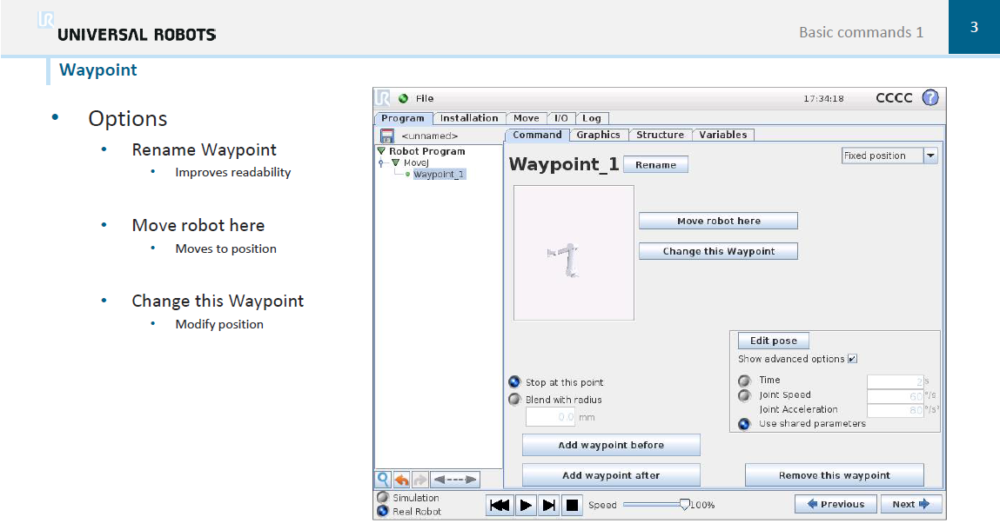 UR
UNIVERSAL ROBOTS
Basic commands 1
3
Waypoint
• Options
• Rename Waypoint
• Improves readability
• Move robot here
• Moves to position
• Change this Waypoint
• Modify position
UR File 17:34:18 CCCC ?
Program Installation Move I/O Log
<unnamed> Command Graphics Structure Variables
Robot Program
MoveJ
Waypoint_1
Waypoint_1 Rename Fixed position
Move robot here
Change this Waypoint
Edit pose
Show advanced options
Time 2 s
Joint Speed 60 °/s
Joint Acceleration 80 °/s²
Use shared parameters
Stop at this point
Blend with radius
0.0 mm
Add waypoint before
Add waypoint after
Remove this waypoint
Simulation
Real Robot
Speed 100%
Previous Next